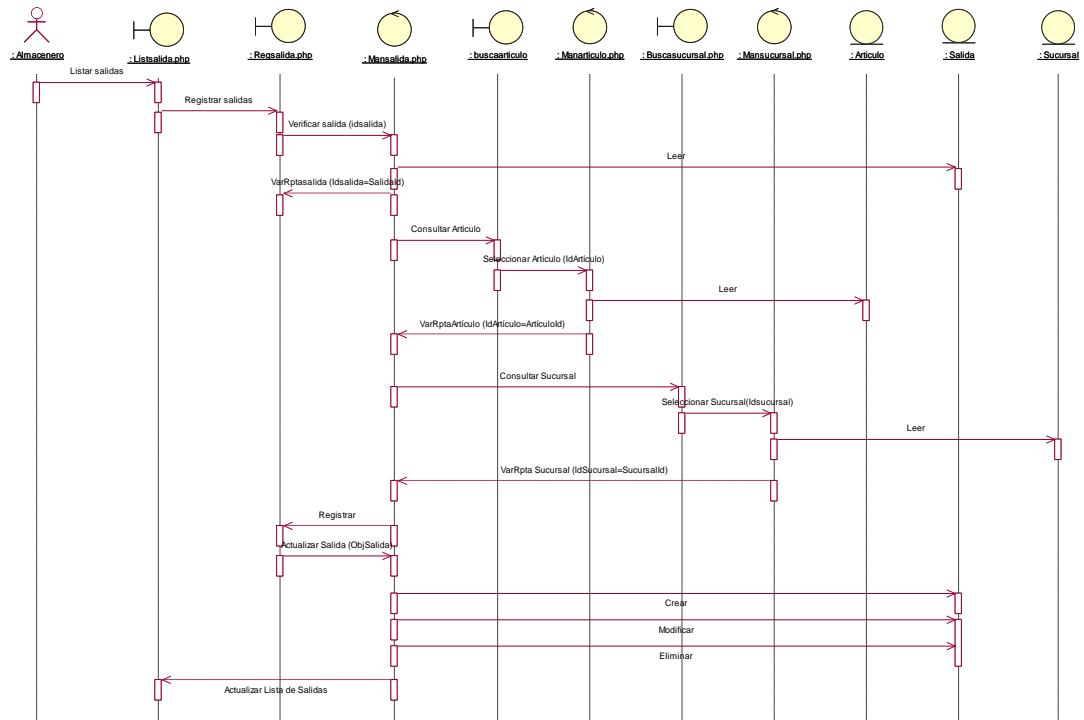 : Almacenero
: Listsalida.php
: Regsalida.php
: Mansalida.php
: buscaarticulo
: Manarticulo.php
: Buscasucursal.php
: Mansucursal.php
: Articulo
: Salida
: Sucursal
Listar salidas
Registrar salidas
Verificar salida (idsalida)
Leer
VarRptasalida (Idsalida=SalidaId)
Consultar Artículo
Seleccionar Artículo (IdArtículo)
Leer
VarRptaArtículo (IdArtículo=ArtículoId)
Consultar Sucursal
Seleccionar Sucursal(Idsucursal)
Leer
VarRpta Sucursal (IdSucursal=SucursalId)
Registrar
Actualizar Salida (ObjSalida)
Crear
Modificar
Eliminar
Actualizar Lista de Salidas